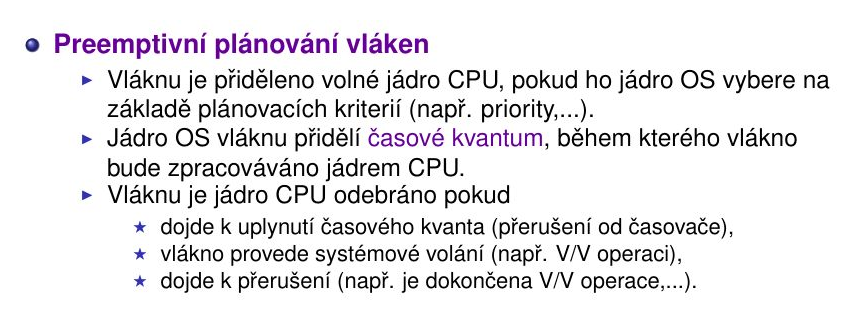 Preemptivní plánování vláken
Vláknu je přiděleno volné jádro CPU, pokud ho jádro OS vybere na
základě plánovacích kriterií (např. priority,...).
Jádro OS vláknu přidělí časové kvantum, během kterého vlákno
bude zpracováváno jádrem CPU.
Vláknu je jádro CPU odebráno pokud
dojde k uplynutí časového kvanta (přerušení od časovače),
vlákno provede systémové volání (např. V/V operaci),
dojde k přerušení (např. je dokončena V/V operace,...).